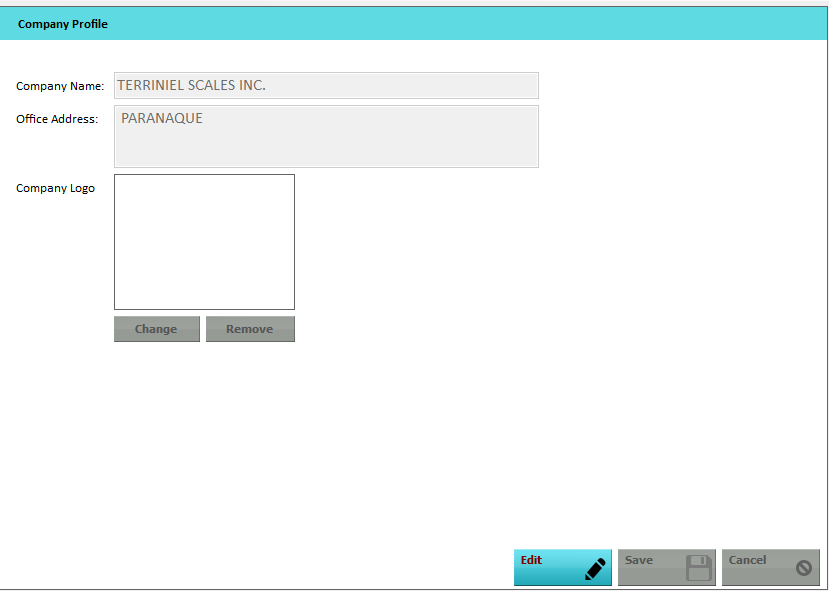 Company Profile
Company Name: TERRINIEL SCALES INC.
Office Address: PARANAQUE
Company Logo
Change Remove
Edit Save Cancel